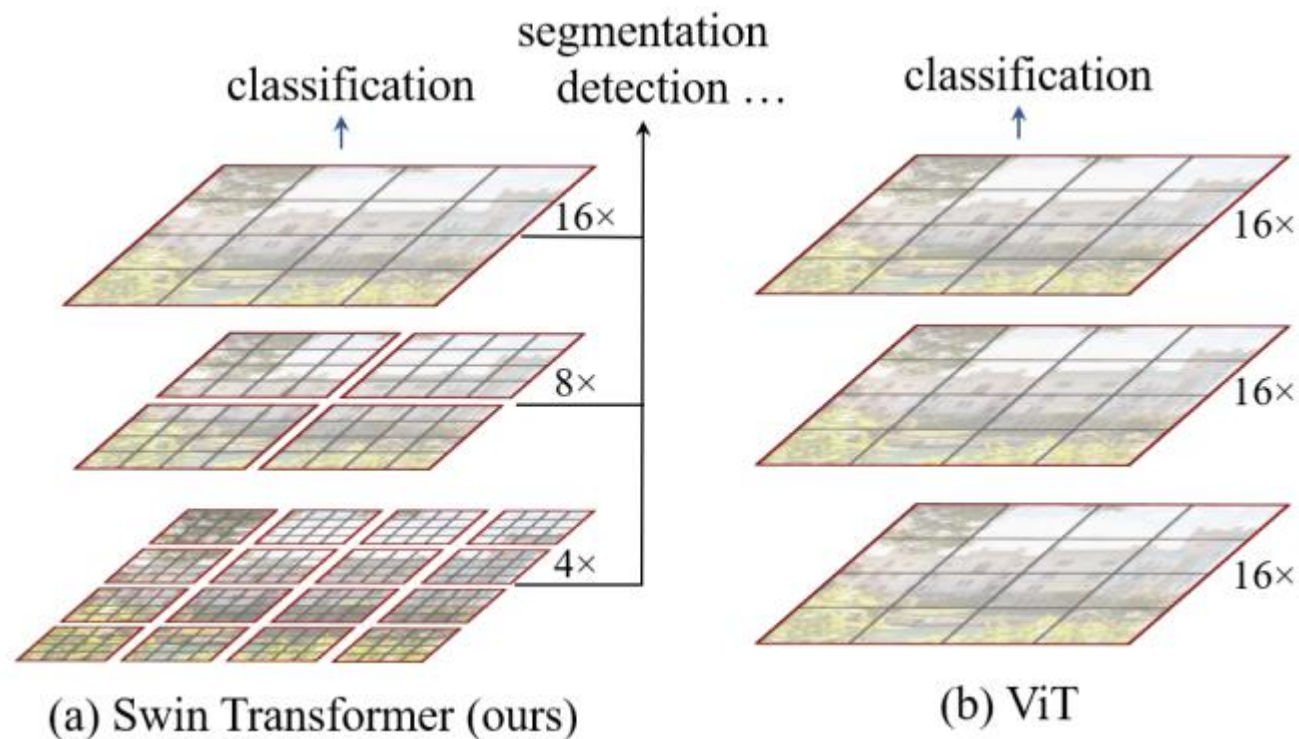 segmentation
classification
detection …
classification
16×
8×
4×
16×
16×
16×
(a) Swin Transformer (ours)
(b) ViT